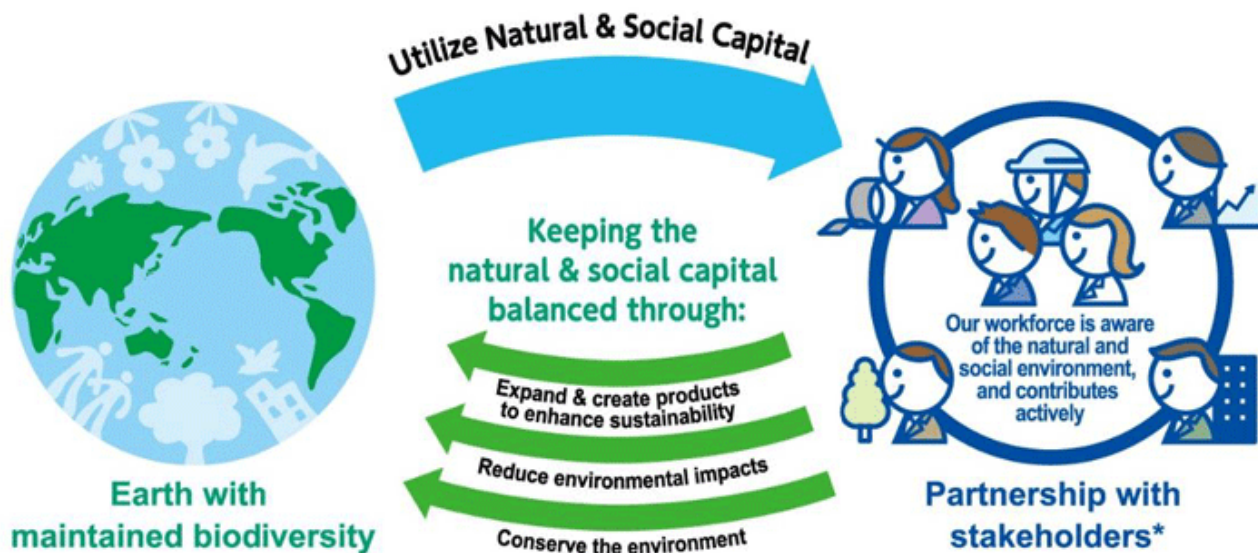 Utilize Natural & Social Capital
Keeping the
natural & social capital
balanced through:
Expand & create products
to enhance sustainability
Reduce environmental impacts
Conserve the environment
Earth with
maintained biodiversity
Our workforce is aware
of the natural and
social environment,
and contributes
actively
Partnership with
stakeholders*